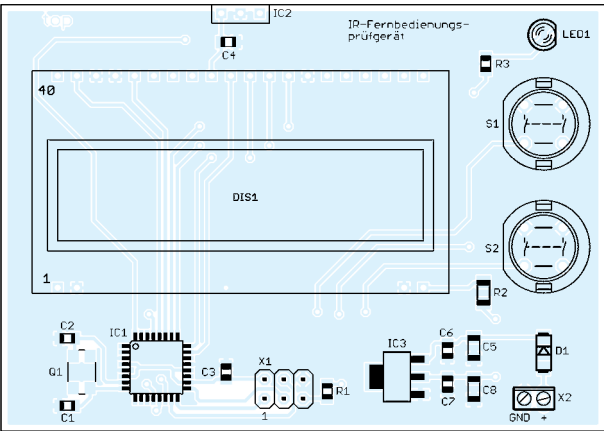 top
IC2
IR-Fernbedienungs-
prüfgerät
LED1
C4
R3
40
S1
DIS1
S2
1
R2
C2
IC1
Q1
C1
C3
X1
1
R1
IC3
C6
C5
C7
C8
D1
X2
GND +